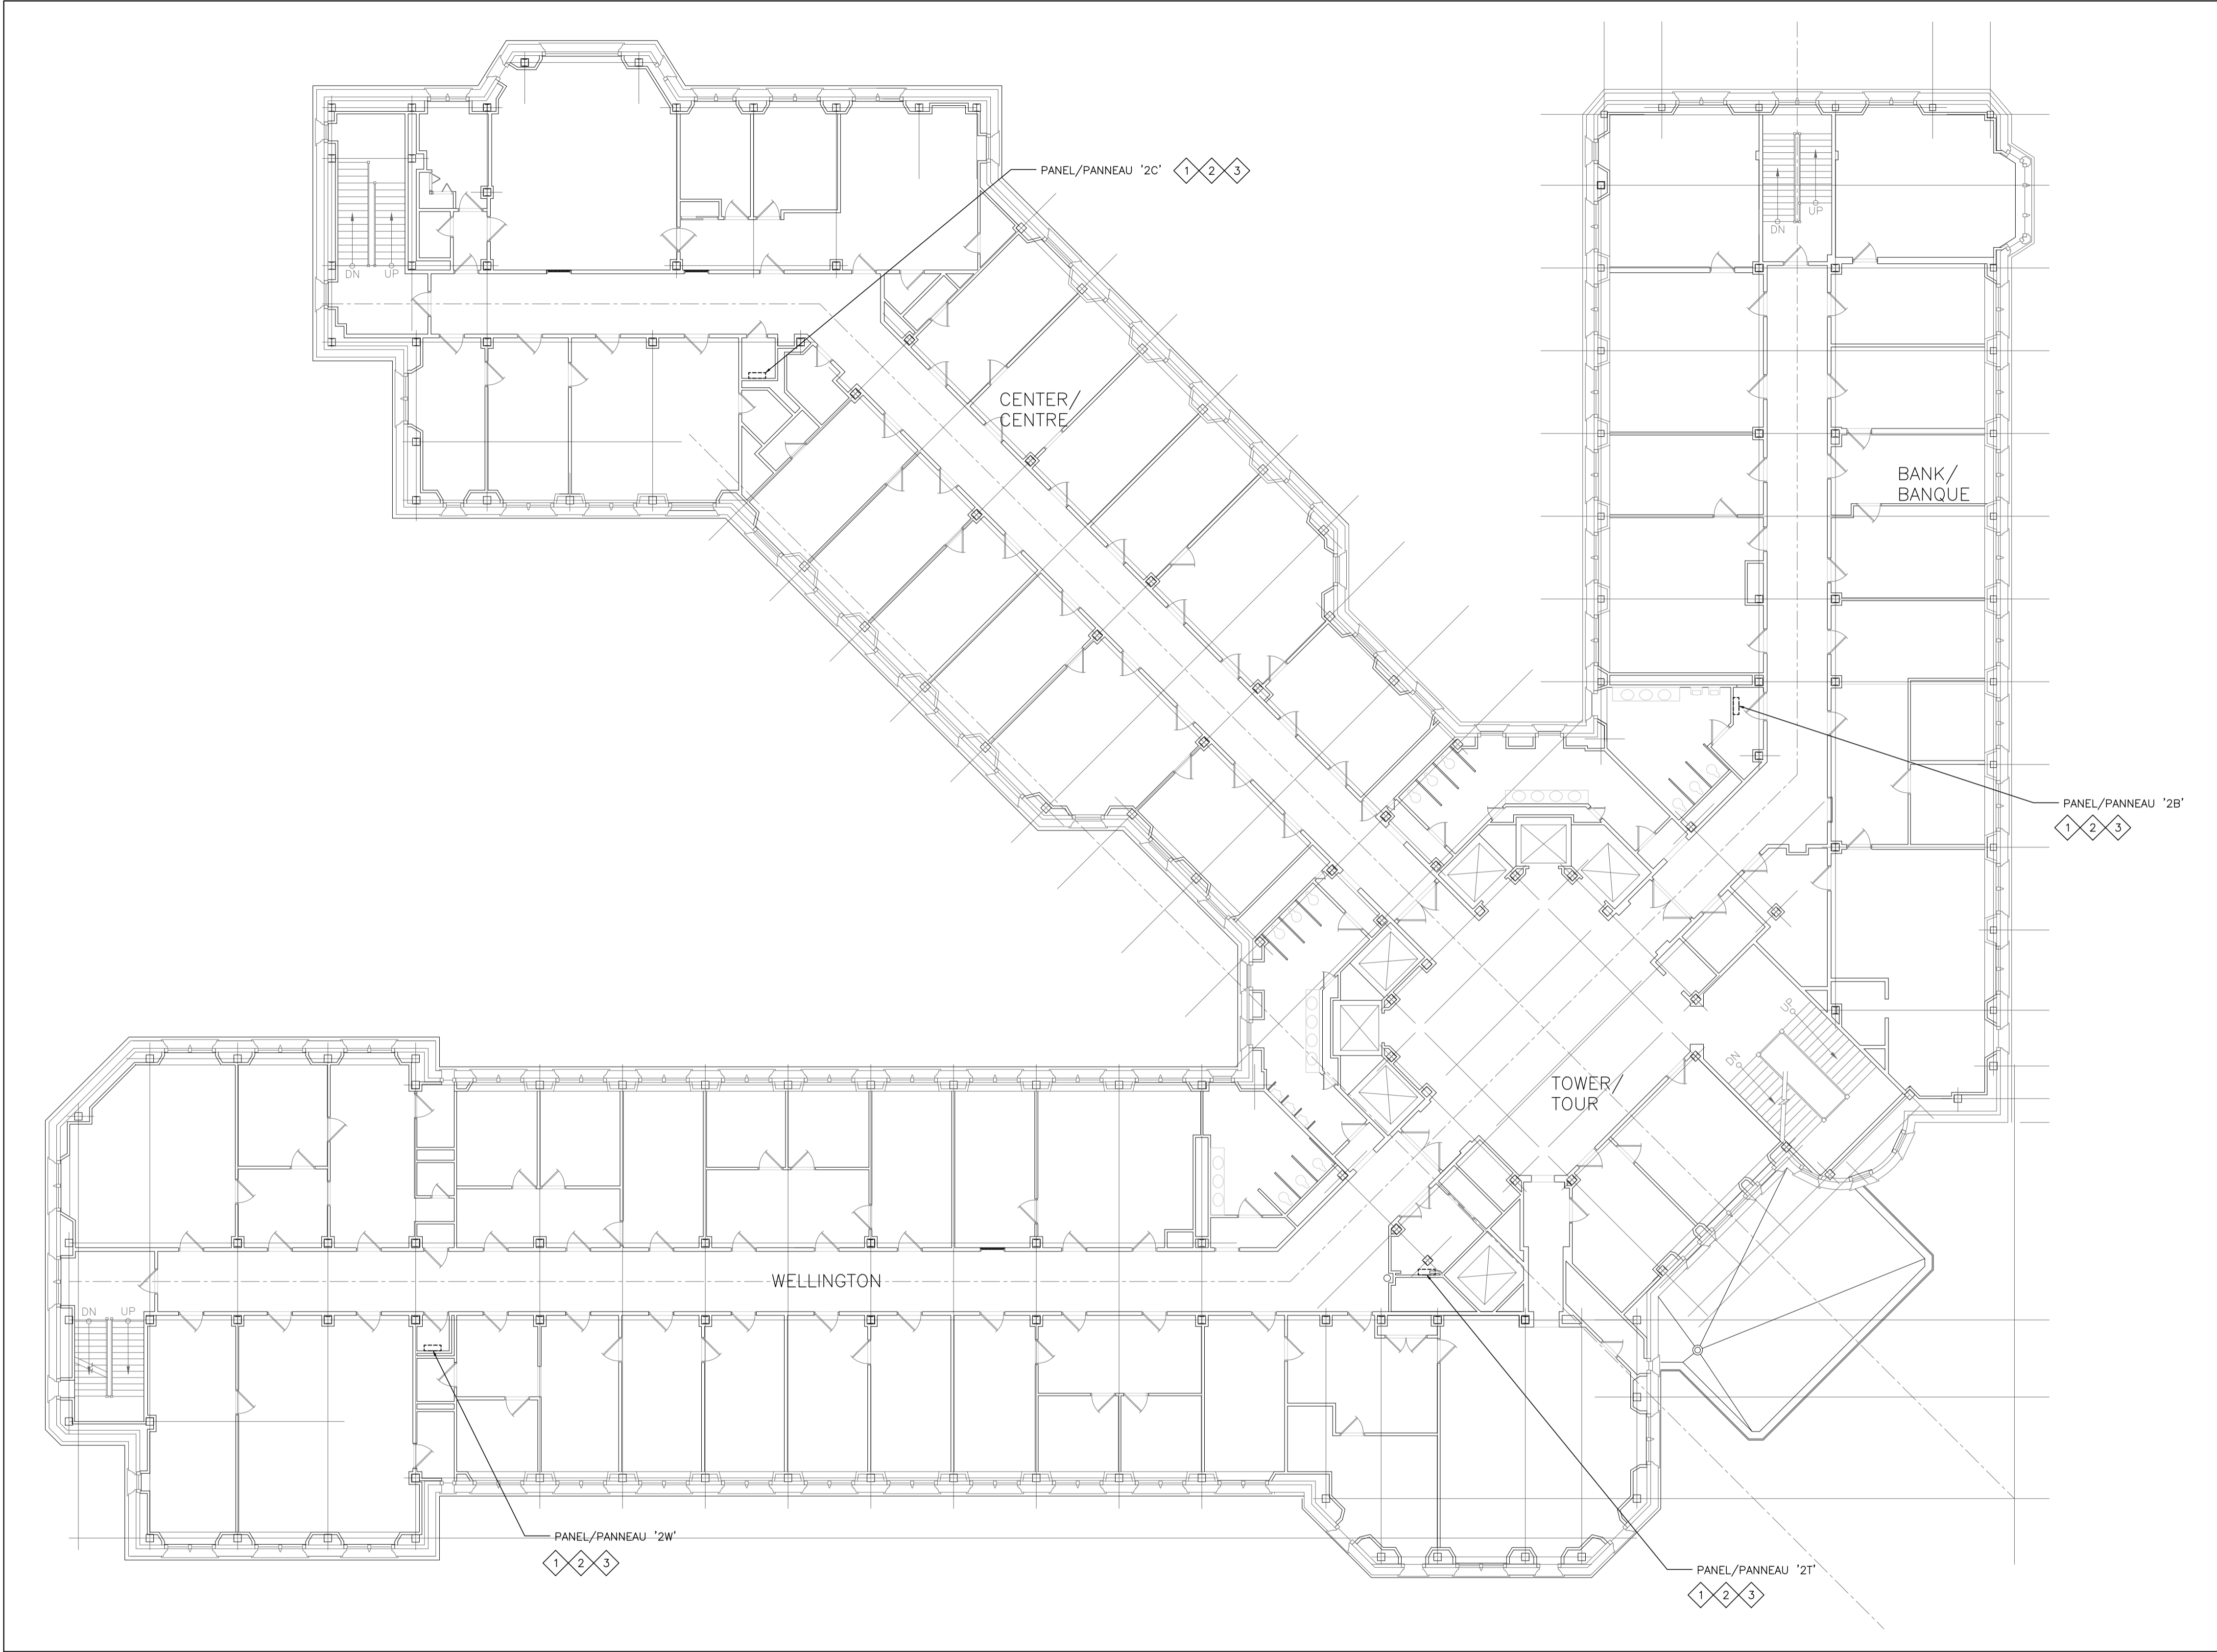 PANEL/PANNEAU '2C' 1 2 3
UP
DN
DN UP
CENTER/
CENTRE
BANK/
BANQUE
PANEL/PANNEAU '2B'
1 2 3
UP
DN
TOWER/
TOUR
WELLINGTON
DN UP
PANEL/PANNEAU '2W'
1 2 3
PANEL/PANNEAU '2T'
1 2 3